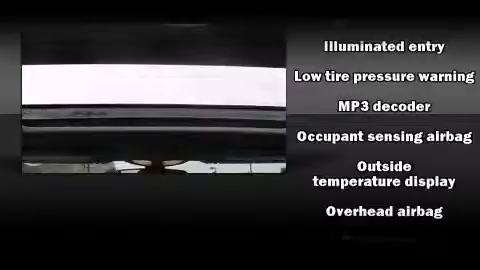 Illuminated entry
Low tire pressure warning
MP3 decoder
Occupant sensing airbag
Outside
temperature display
Overhead airbag